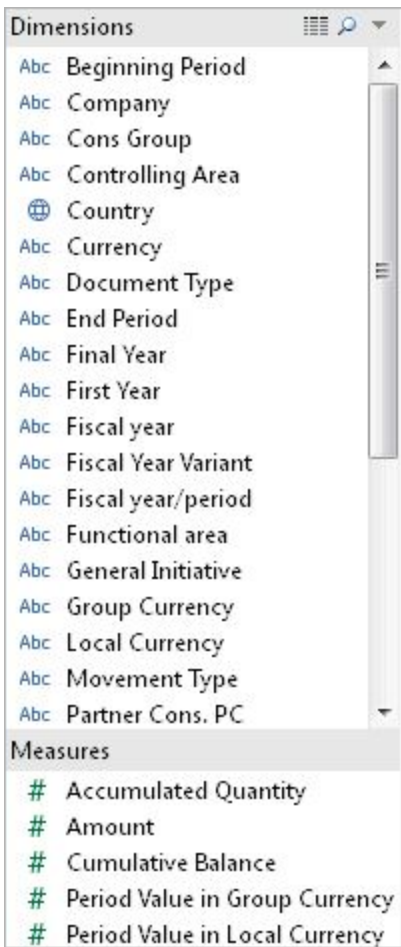 Dimensions
Abc Beginning Period
Abc Company
Abc Cons Group
Abc Controlling Area
Country
Abc Currency
Abc Document Type
Abc End Period
Abc Final Year
Abc First Year
Abc Fiscal year
Abc Fiscal Year Variant
Abc Fiscal year/period
Abc Functional area
Abc General Initiative
Abc Group Currency
Abc Local Currency
Abc Movement Type
Abc Partner Cons. PC
Measures
# Accumulated Quantity
# Amount
# Cumulative Balance
# Period Value in Group Currency
# Period Value in Local Currency